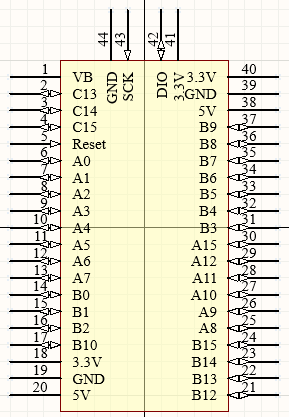 44 43 42 41
GND SCK DIO 3.3V
1 VB 3.3V 40
2 C13 GND 39
3 C14 5V 38
4 C15 B9 37
5 Reset B8 36
6 A0 B7 35
7 A1 B6 34
8 A2 B5 33
9 A3 B4 32
10 A4 B3 31
11 A5 A15 30
12 A6 A12 29
13 A7 A11 28
14 B0 A10 27
15 B1 A9 26
16 B2 A8 25
17 B10 B15 24
18 3.3V B14 23
19 GND B13 22
20 5V B12 21